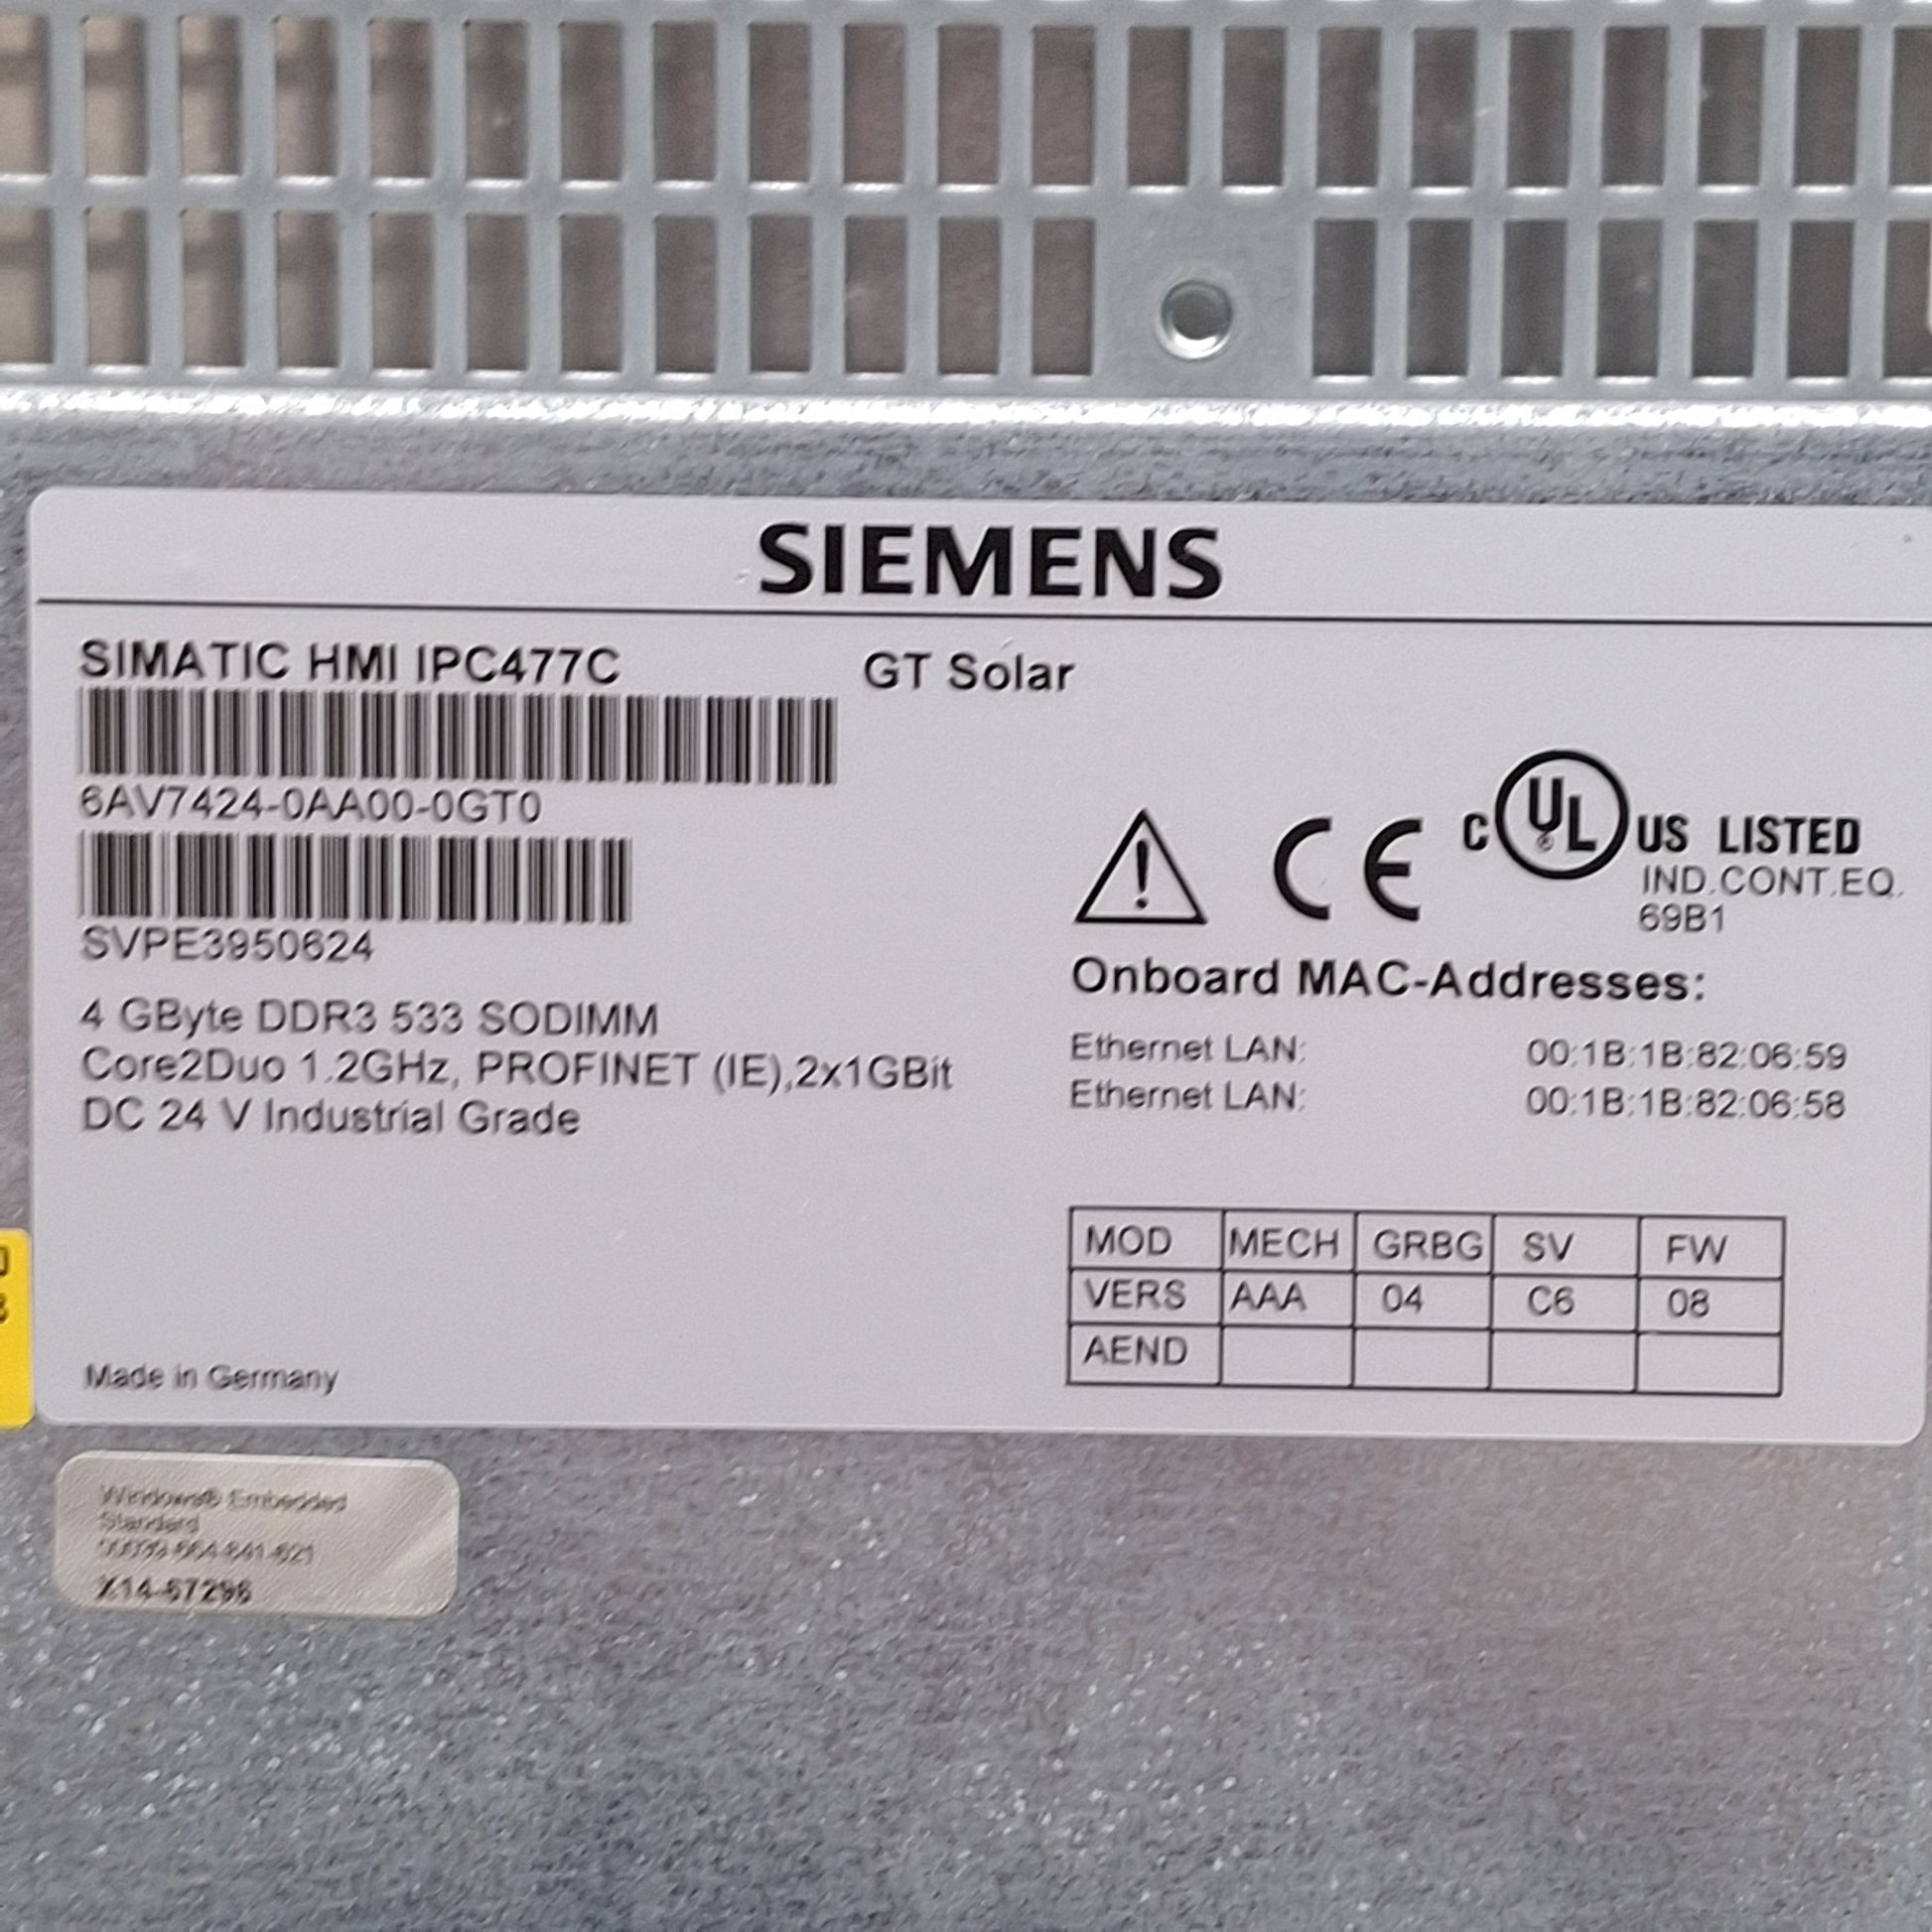 SIEMENS
SIMATIC HMI IPC477C GT Solar
6AV7424-0AA00-0GT0
SVPE3950624
4 GByte DDR3 533 SODIMM
Core2Duo 1.2GHz, PROFINET (IE),2x1GBit
DC 24 V Industrial Grade
Made in Germany
C UL® US LISTED
IND.CONT.EQ.
69B1
CE
Onboard MAC-Addresses:
Ethernet LAN: 00:1B:1B:82:06:59
Ethernet LAN: 00:1B:1B:82:06:58
MOD MECH GRBG SV FW
VERS AAA 04 C6 08
AEND
Windows® Embedded
Standard
X14-67296